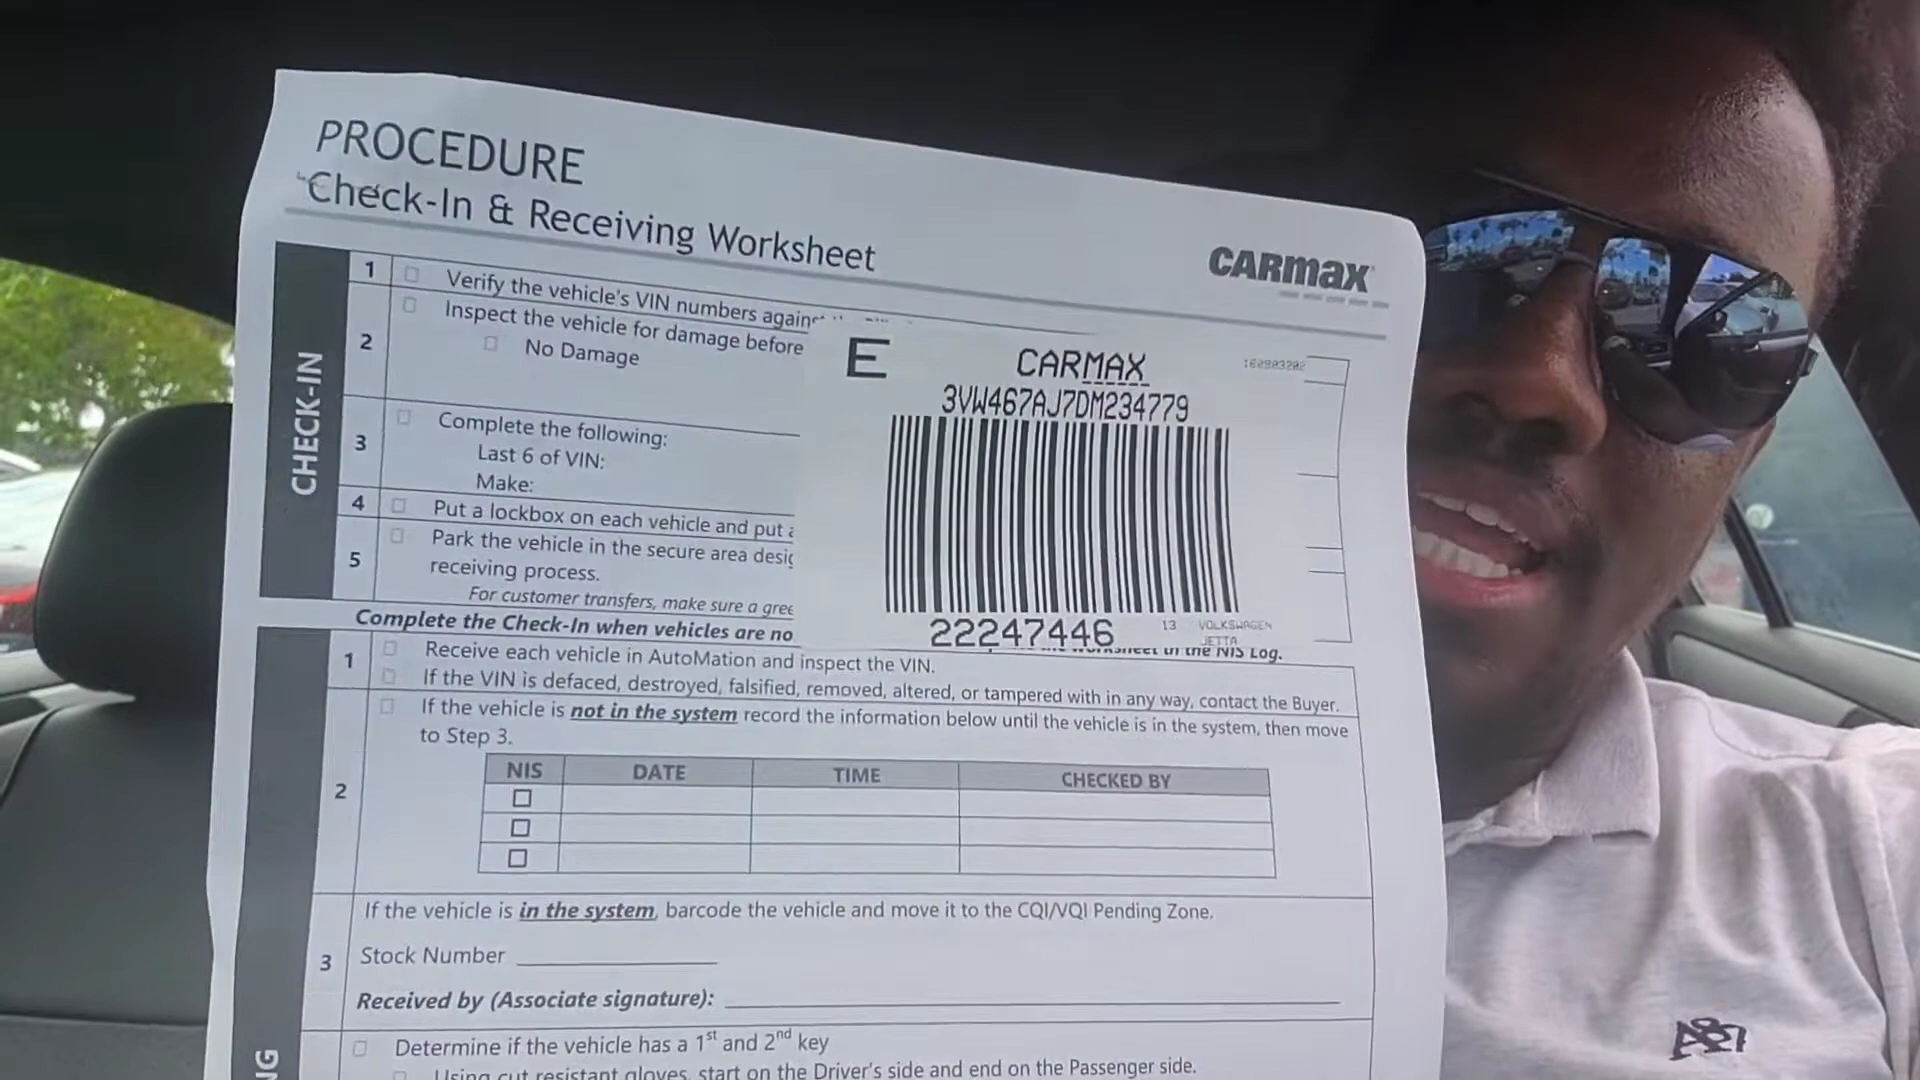 PROCEDURE
Check-In & Receiving Worksheet
CARMAX
CHECK-IN
1 Verify the vehicle's VIN numbers against
2 Inspect the vehicle for damage before
No Damage
3 Complete the following:
Last 6 of VIN:
Make:
4 Put a lockbox on each vehicle and put
5 Park the vehicle in the secure area
receiving process.
For customer transfers, make sure a
Complete the Check-In when vehicles are
E
CARMAX
3VW467AJ7DM234779
22247446
13 VOLKSWAGEN
JETTA
in the NIS Log.
1 Receive each vehicle in AutoMation and inspect the VIN.
If the VIN is defaced, destroyed, falsified, removed, altered, or tampered with in any way, contact the Buyer.
2 If the vehicle is not in the system record the information below until the vehicle is in the system, then move
to Step 3.
NIS DATE TIME CHECKED BY
If the vehicle is in the system, barcode the vehicle and move it to the CQI/VQI Pending Zone.
3 Stock Number
Received by (Associate signature):
Determine if the vehicle has a 1st and 2nd key
Using cut resistant gloves, start on the Driver's side and end on the Passenger side.